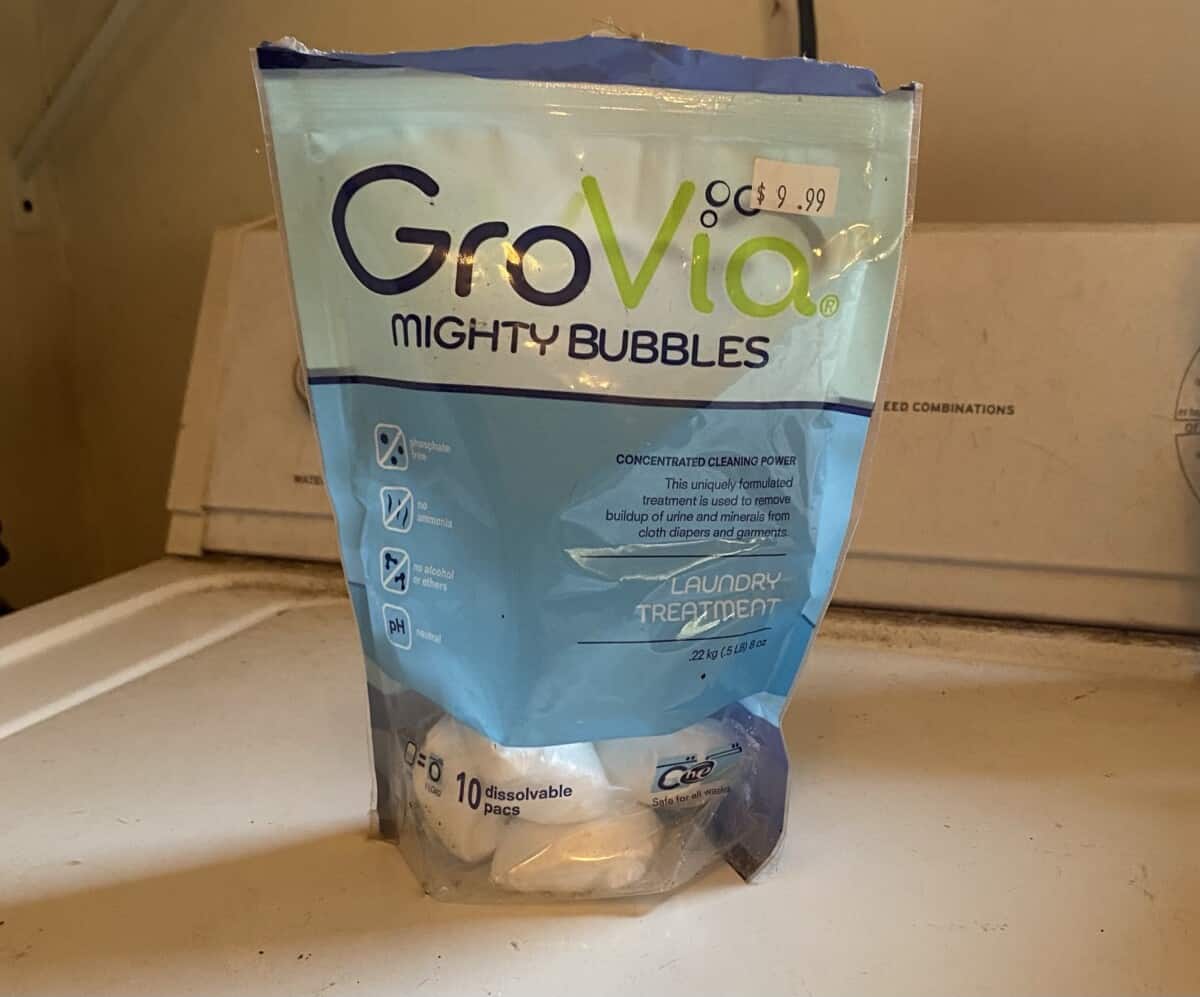 GroVia®
$ 9.99
MIGHTY BUBBLES
phosphate
free
no
ammonia
no alcohol
or ethers
pH
neutral
CONCENTRATED CLEANING POWER
This uniquely formulated
treatment is used to remove
buildup of urine and minerals from
cloth diapers and garments.
LAUNDRY
TREATMENT
.22 kg (.5 LB) 8 oz
10 dissolvable
pacs
he
Safe for all washers
EED COMBINATIONS
WATE